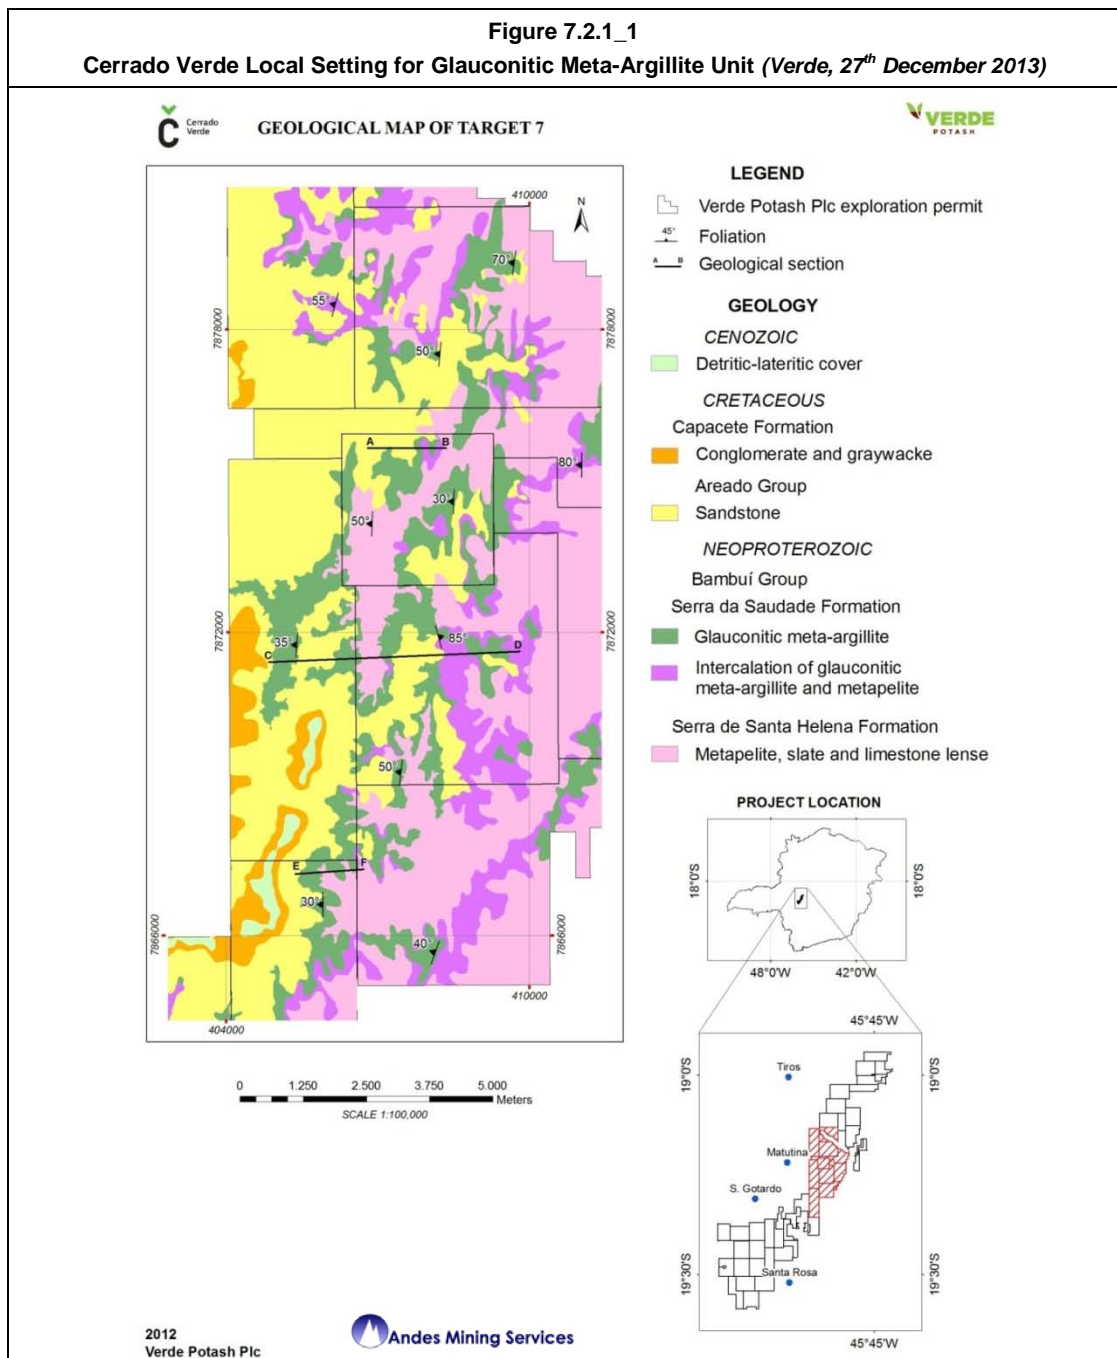 Figure 7.2.1_1
Cerrado Verde Local Setting for Glauconitic Meta-Argillite Unit (Verde, 27th December 2013)
Cerrado
Verde
GEOLOGICAL MAP OF TARGET 7
VERDE
POTASH
410000
N
70°
55°
7878000
7878000
50°
A B
80°
30°
50°
7872000
7872000
35°
85°
C D
50°
E F
30°
40°
7866000
7866000
410000
404000
0 1.250 2.500 3.750 5.000
Meters
SCALE 1:100,000
LEGEND
Verde Potash Plc exploration permit
45°
Foliation
A B
Geological section
GEOLOGY
CENOZOIC
Detritic-lateritic cover
CRETACEOUS
Capacete Formation
Conglomerate and graywacke
Areado Group
Sandstone
NEOPROTEROZOIC
Bambuí Group
Serra da Saudade Formation
Glauconitic meta-argillite
Intercalation of glauconitic
meta-argillite and metapelite
Serra de Santa Helena Formation
Metapelite, slate and limestone lense
PROJECT LOCATION
18°0'S
18°0'S
48°0'W 42°0'W
45°45'W
19°0'S
19°0'S
Tiros
Matutina
S. Gotardo
Santa Rosa
19°30'S
19°30'S
45°45'W
2012
Verde Potash Plc
Andes Mining Services